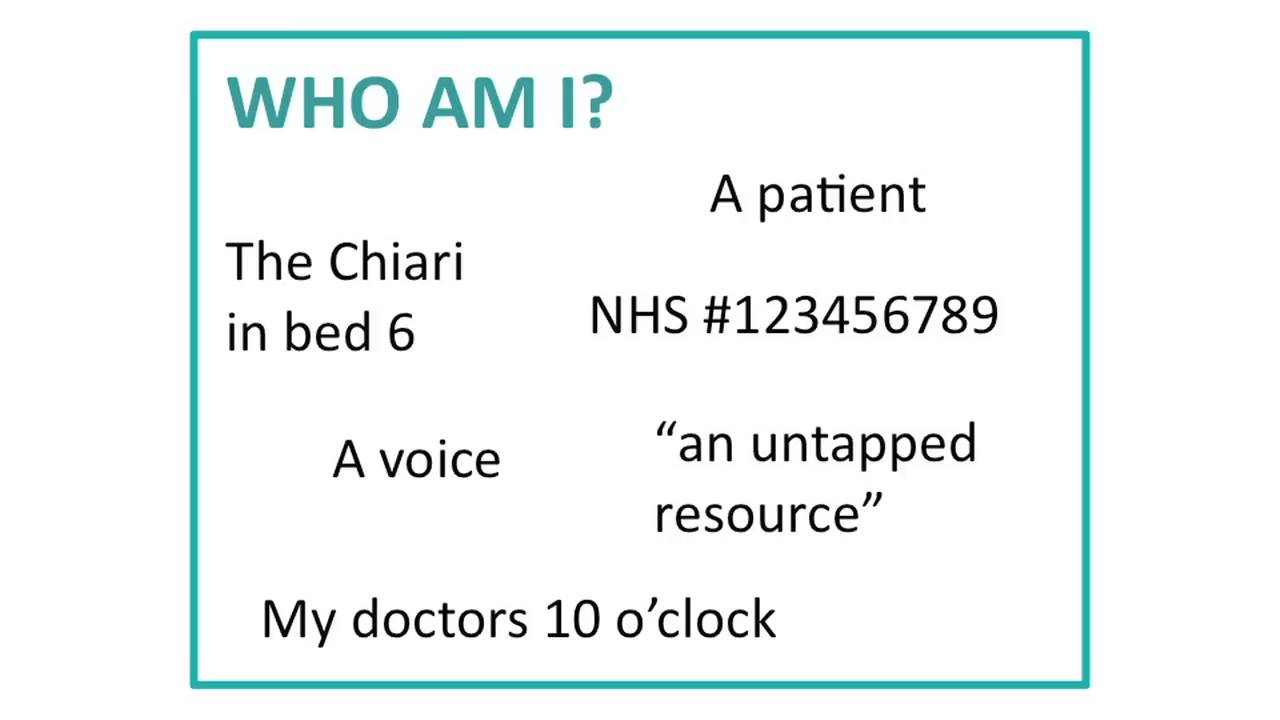 WHO AM I?
A patient
The Chiari
in bed 6
NHS #123456789
A voice
“an untapped
resource”
My doctors 10 o’clock